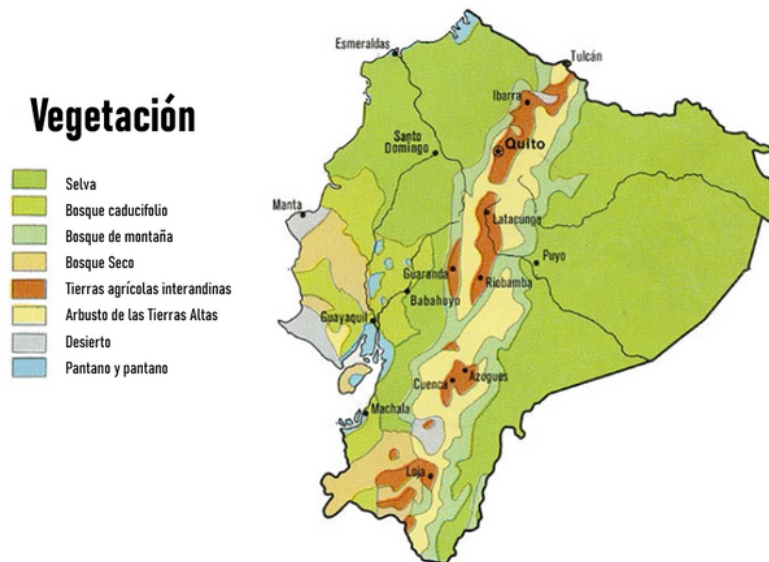 Vegetación
Selva
Bosque caducifolio
Bosque de montaña
Bosque Seco
Tierras agrícolas interandinas
Arbusto de las Tierras Altas
Desierto
Pantano y pantano
Esmeraldas
Tulcán
Ibarra
Quito
Santo
Domingo
Manta
Latacunga
Puyo
Guaranda
Riobamba
Babahoyo
Guayaquil
Azogues
Cuenca
Machala
Loja